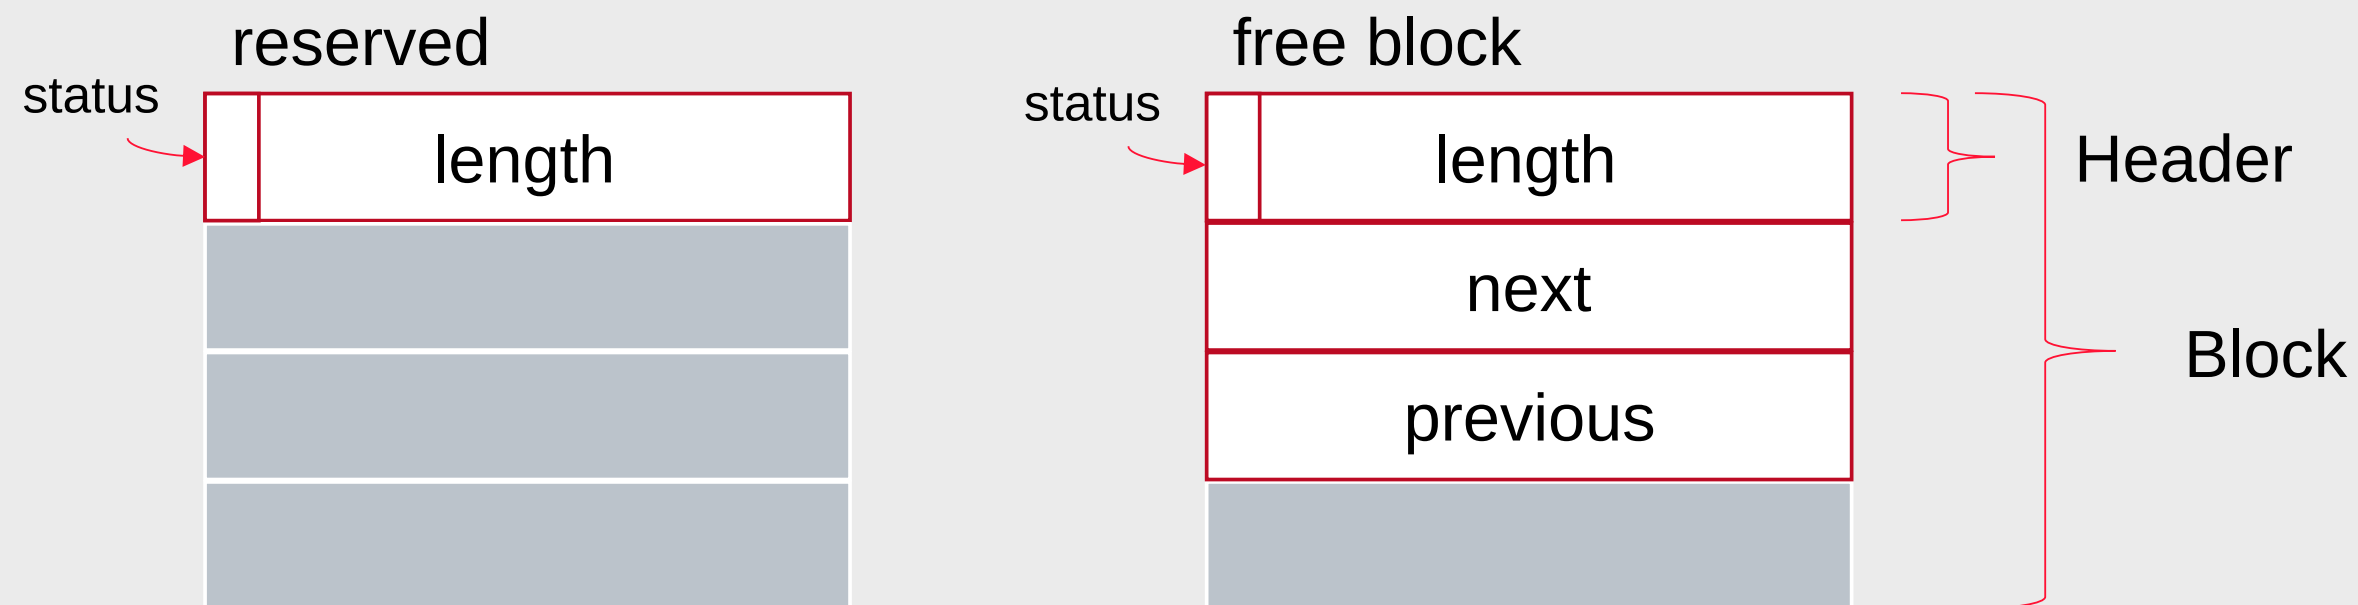 reserved
status
length
free block
status
length
next
previous
Header
Block